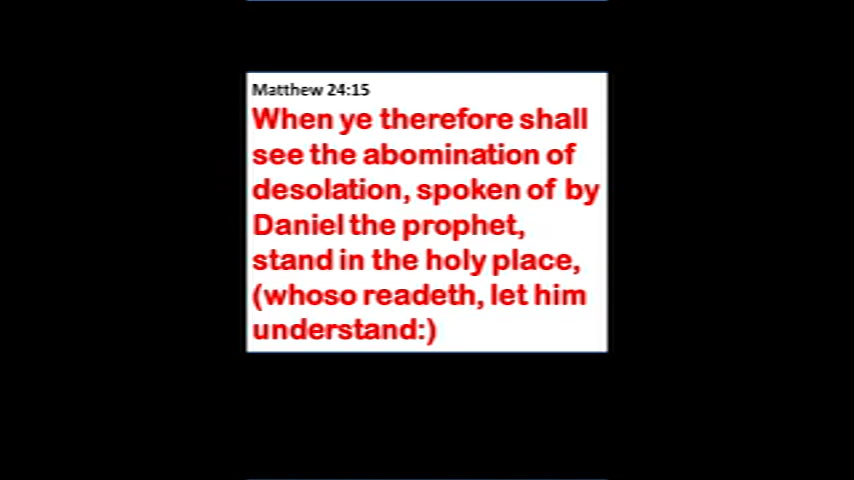 Matthew 24:15
When ye therefore shall
see the abomination of
desolation, spoken of by
Daniel the prophet,
stand in the holy place,
(whoso readeth, let him
understand:)